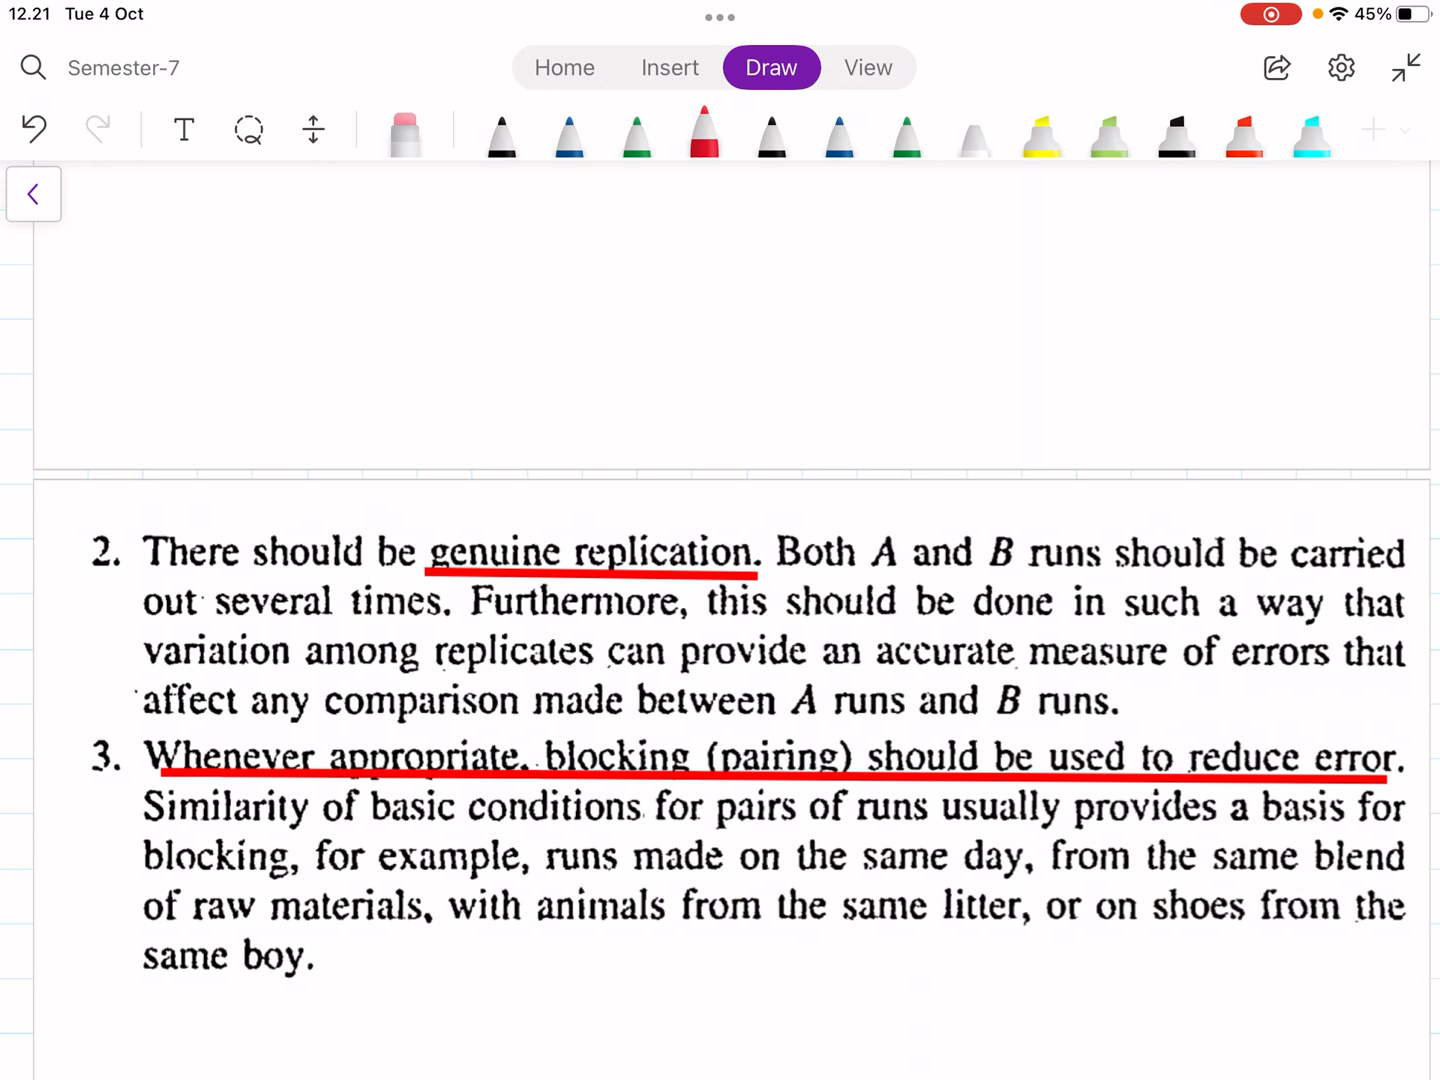 12.21 Tue 4 Oct
45%
Semester-7
Home Insert Draw View
T
2. There should be genuine replication. Both A and B runs should be carried
out several times. Furthermore, this should be done in such a way that
variation among replicates can provide an accurate measure of errors that
affect any comparison made between A runs and B runs.
3. Whenever appropriate, blocking (pairing) should be used to reduce error.
Similarity of basic conditions for pairs of runs usually provides a basis for
blocking, for example, runs made on the same day, from the same blend
of raw materials, with animals from the same litter, or on shoes from the
same boy.